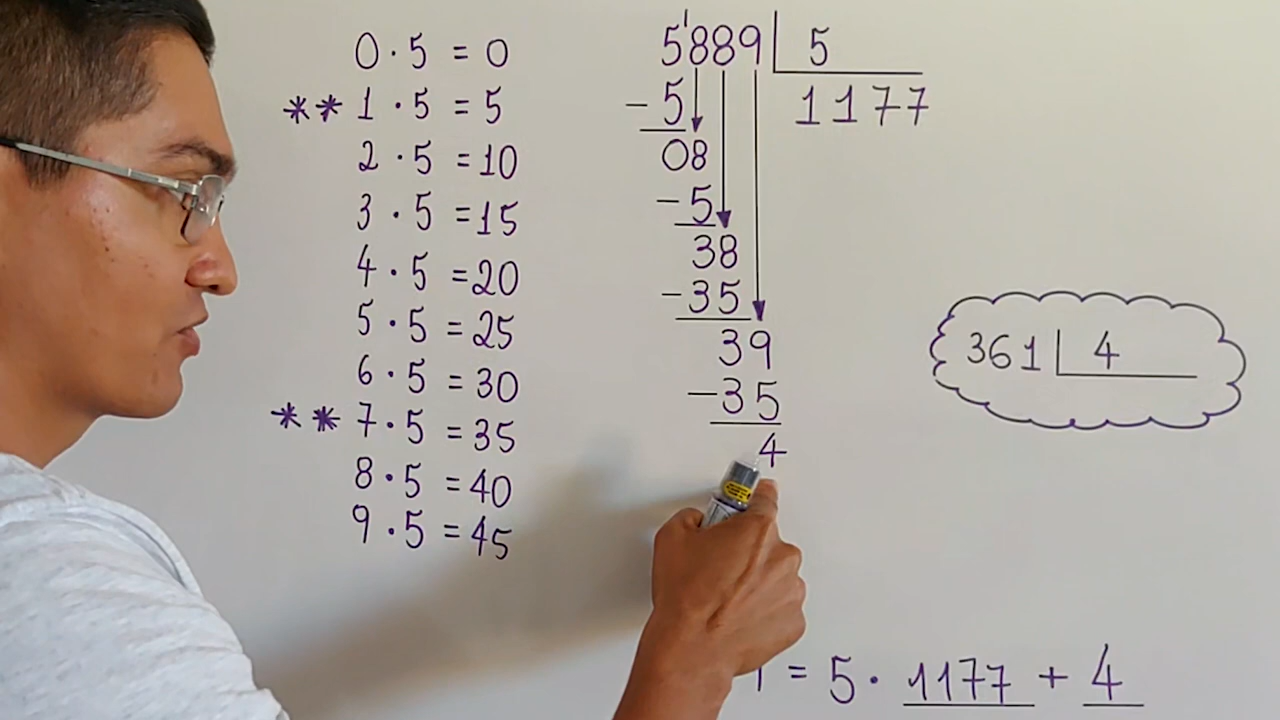 0 · 5 = 0
** 1 · 5 = 5
2 · 5 = 10
3 · 5 = 15
4 · 5 = 20
5 · 5 = 25
6 · 5 = 30
** 7 · 5 = 35
8 · 5 = 40
9 · 5 = 45
5'889 5
- 5 1177
08
- 5
38
- 35
39
- 35
4
361 4
= 5 · 1177 + 4